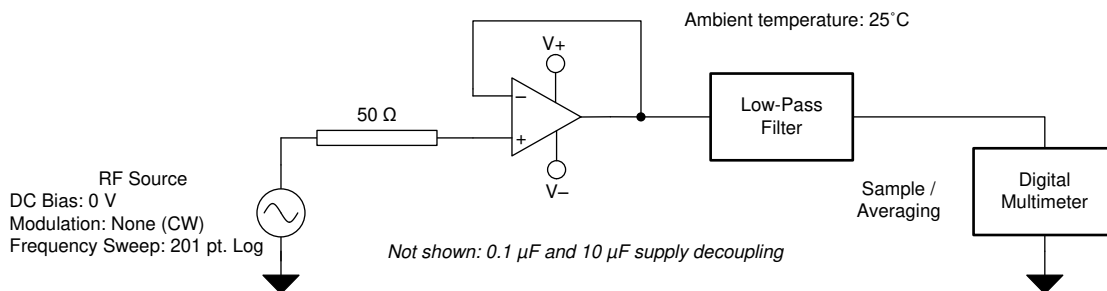 Ambient temperature: 25˚C
V+
−
50 Ω
+
Low-Pass
Filter
V−
RF Source
DC Bias: 0 V
Modulation: None (CW)
Frequency Sweep: 201 pt. Log
Sample /
Averaging
Digital
Multimeter
Not shown: 0.1 µF and 10 µF supply decoupling